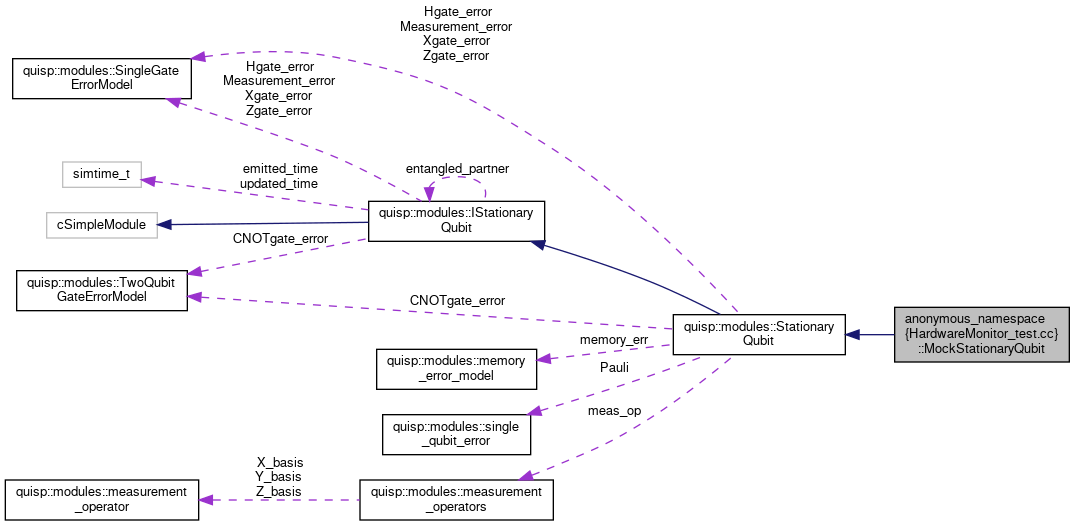 Hgate_error
Measurement_error
Xgate_error
Zgate_error
quisp::modules::SingleGate
ErrorModel
Hgate_error
Measurement_error
Xgate_error
Zgate_error
simtime_t
emitted_time
updated_time
entangled_partner
cSimpleModule
quisp::modules::IStationary
Qubit
CNOTgate_error
quisp::modules::TwoQubit
GateErrorModel
CNOTgate_error
quisp::modules::Stationary
Qubit
anonymous_namespace
{HardwareMonitor_test.cc}
::MockStationaryQubit
memory_err
quisp::modules::memory
_error_model
Pauli
quisp::modules::single
_qubit_error
meas_op
X_basis
Y_basis
Z_basis
quisp::modules::measurement
_operator
quisp::modules::measurement
_operators